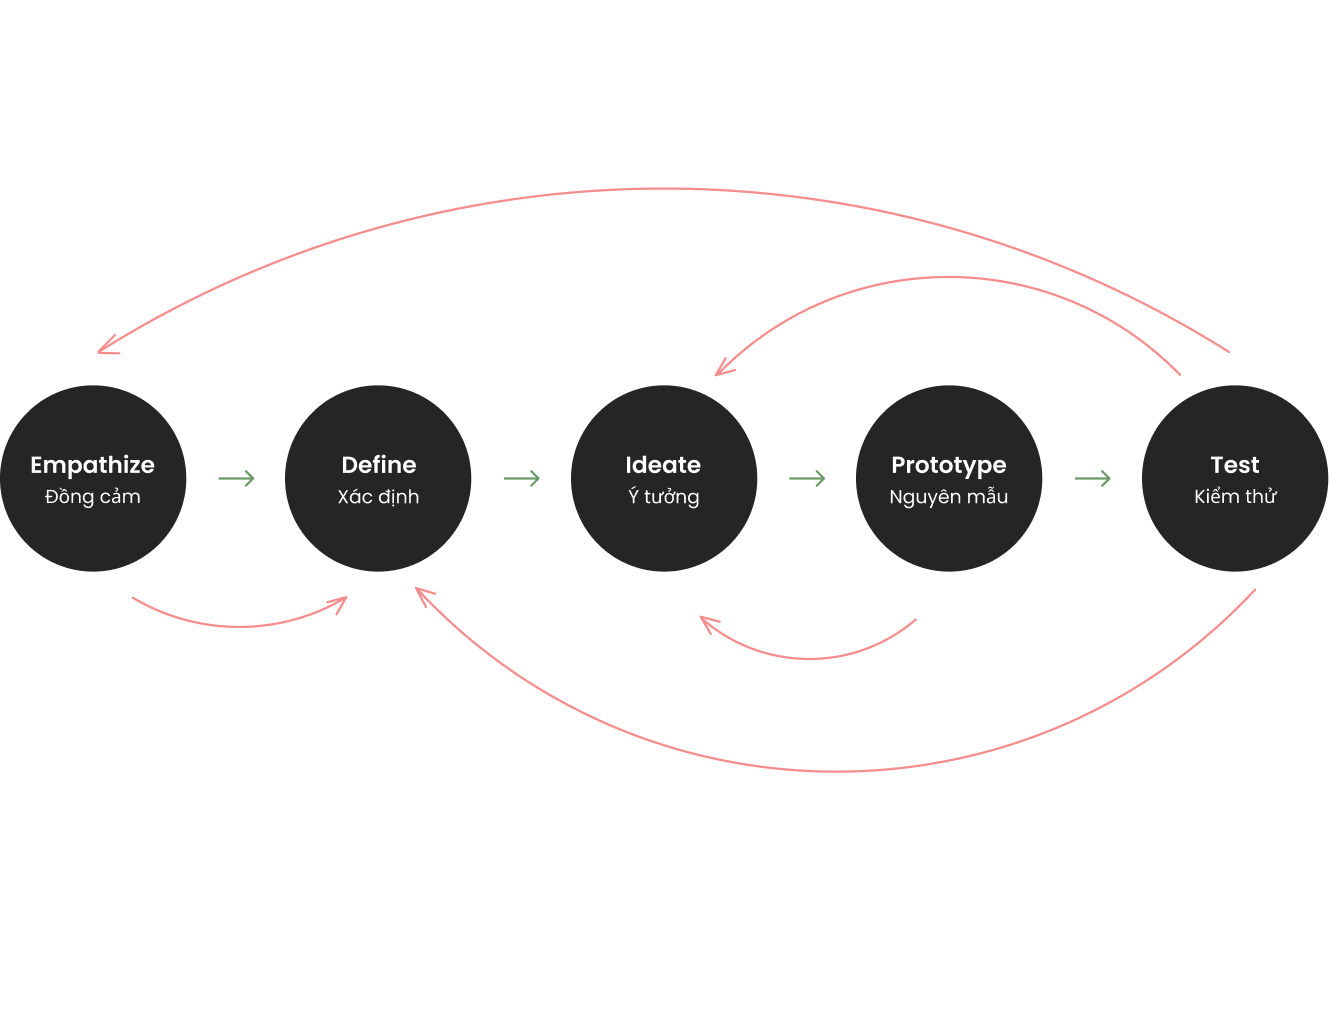 Empathize
Đồng cảm
Define
Xác định
Ideate
Ý tưởng
Prototype
Nguyên mẫu
Test
Kiểm thử